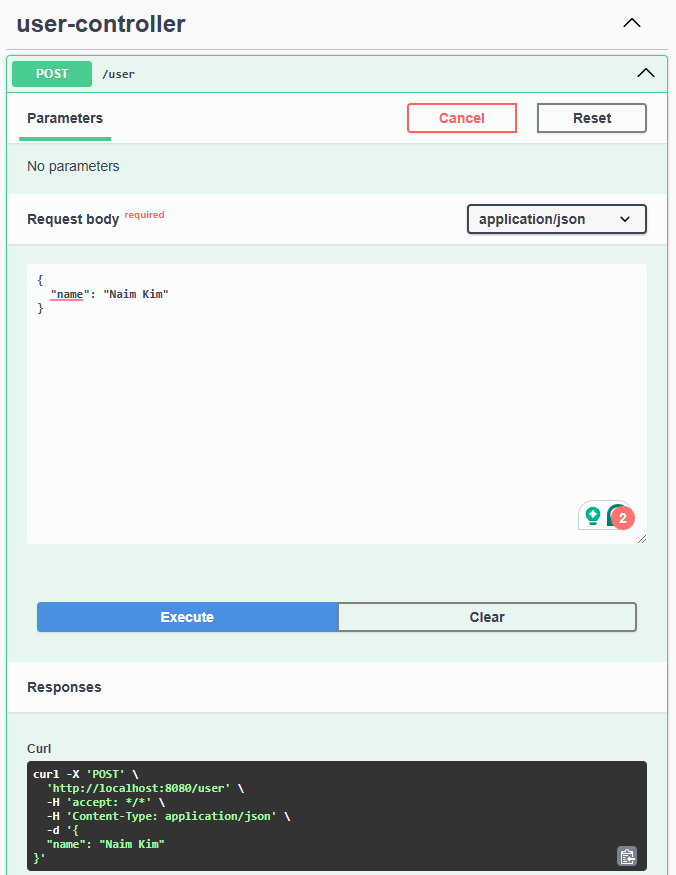 user-controller
POST /user
Parameters Cancel Reset
No parameters
Request body required application/json
{
  "name": "Naim Kim"
}
2
Execute Clear
Responses
Curl
curl -X 'POST' \
  'http://localhost:8080/user' \
  -H 'accept: */*' \
  -H 'Content-Type: application/json' \
  -d '{
  "name": "Naim Kim"
}'